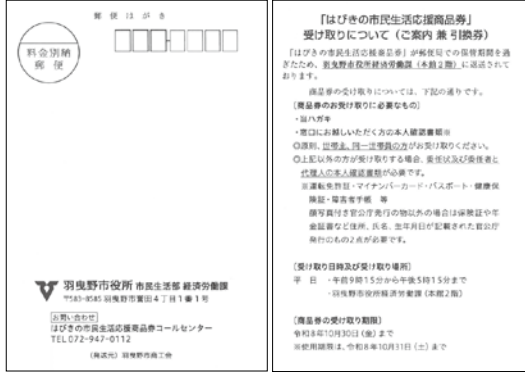 郵便はがき
料金別納
郵便
羽曳野市役所 市民生活部 経済労働課
〒583-8585 羽曳野市誉田4丁目1番1号
お問い合わせ
はびきの市民生活応援商品券コールセンター
TEL 072-947-0112
(発送元) 羽曳野市商工会
「はびきの市民生活応援商品券」
受け取りについて(ご案内 兼 引換券)
「はびきの市民生活応援商品券」が郵便局での保管期間を過
ぎたため、羽曳野市役所経済労働課(本館2階)に返送されて
おります。
商品券の受け取りについては、下記の通りです。
〔商品券のお受け取りに必要なもの〕
・当ハガキ
・窓口にお越しいただく方の本人確認書類※
〇原則、世帯主、同一世帯員の方がお受け取りください。
〇上記以外の方が受け取りする場合、委任状及び委任者と
代理人の本人確認書類が必要です。
※運転免許証・マイナンバーカード・パスポート・健康保
険証・障害者手帳 等
顔写真付き官公庁発行の物以外の場合は保険証や年
金証書など住所、氏名、生年月日が記載された官公庁
発行のもの2点が必要です。
〔受け取り日時及び受け取り場所〕
平 日 ・午前9時15分から午後5時15分まで
・羽曳野市役所経済労働課(本館2階)
〔商品券の受け取り期限〕
令和8年10月30日(金)まで
※使用期限は、令和8年10月31日(土)まで